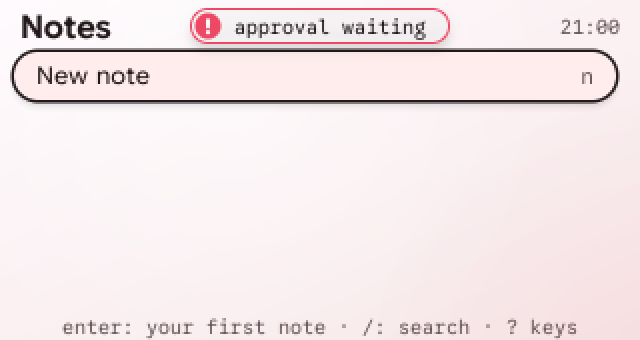 Notes
! approval waiting
21:00
New note
n
enter: your first note · /: search · ? keys